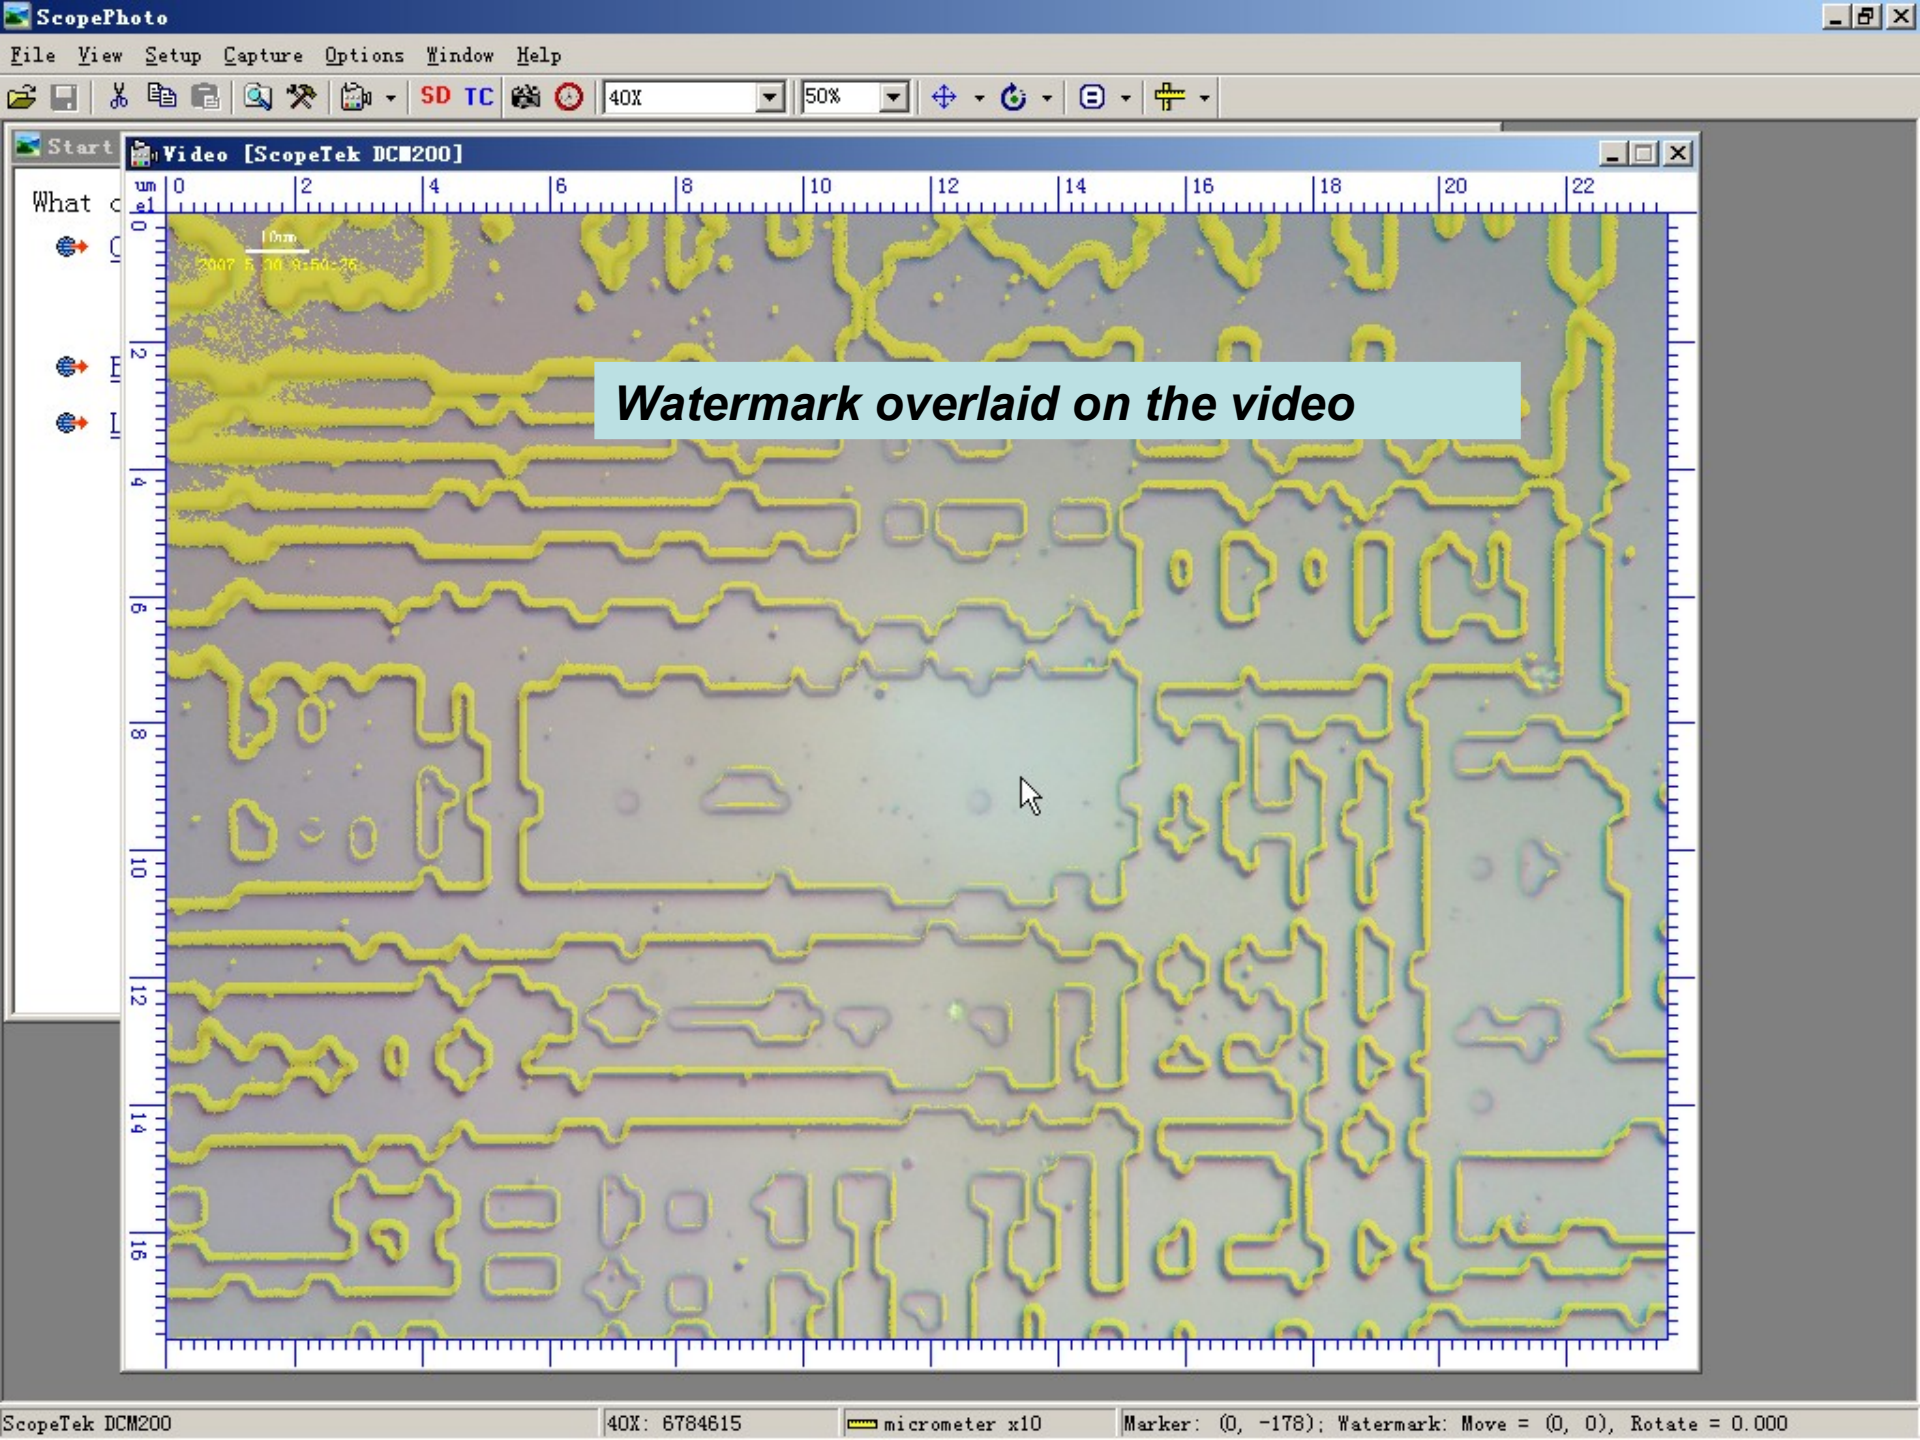 ScopePhoto
File View Setup Capture Options Window Help
SD TC 40X 50%
Start
Video [ScopeTek DCM200]
What
um e1
0 2 4 6 8 10 12 14 16 18 20 22
0
2
4
6
8
10
12
14
16
10um
Watermark overlaid on the video
ScopeTek DCM200 40X: 6784615 micrometer x10 Marker: (0, -178); Watermark: Move = (0, 0), Rotate = 0.000